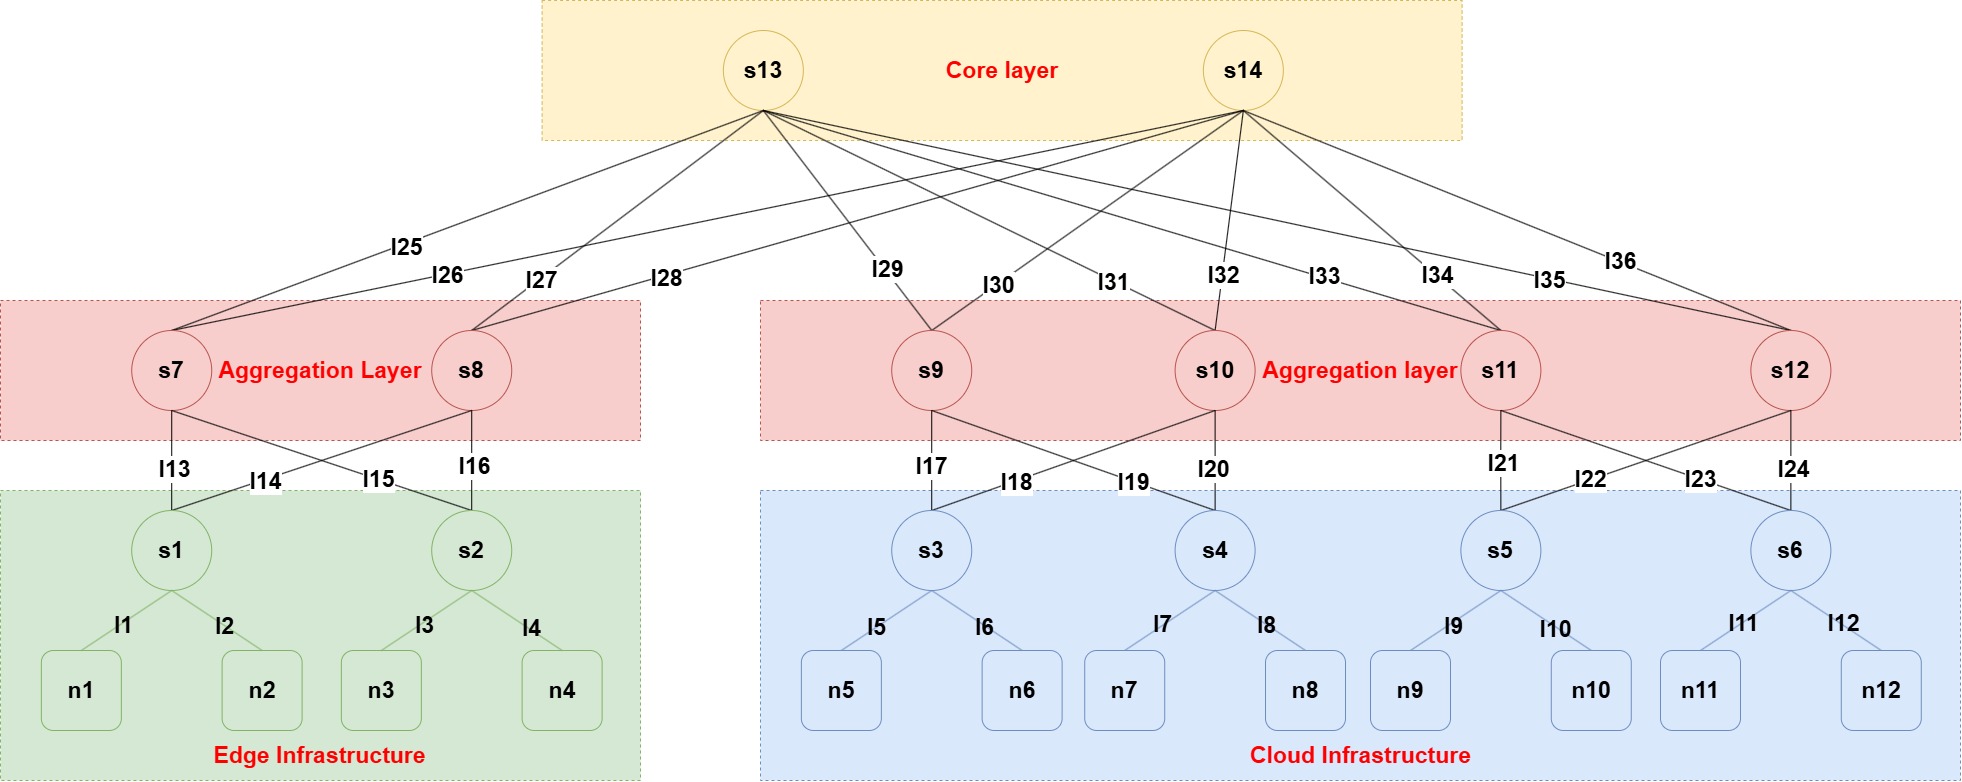 s13
Core layer
s14
l25
l26
l27
l28
l29
l30
l31
l32
l33
l34
l35
l36
s7
Aggregation Layer
s8
s9
s10
Aggregation layer
s11
s12
l13
l14
l15
l16
l17
l18
l19
l20
l21
l22
l23
l24
s1
s2
s3
s4
s5
s6
l1
l2
l3
l4
l5
l6
l7
l8
l9
l10
l11
l12
n1
n2
n3
n4
n5
n6
n7
n8
n9
n10
n11
n12
Edge Infrastructure
Cloud Infrastructure